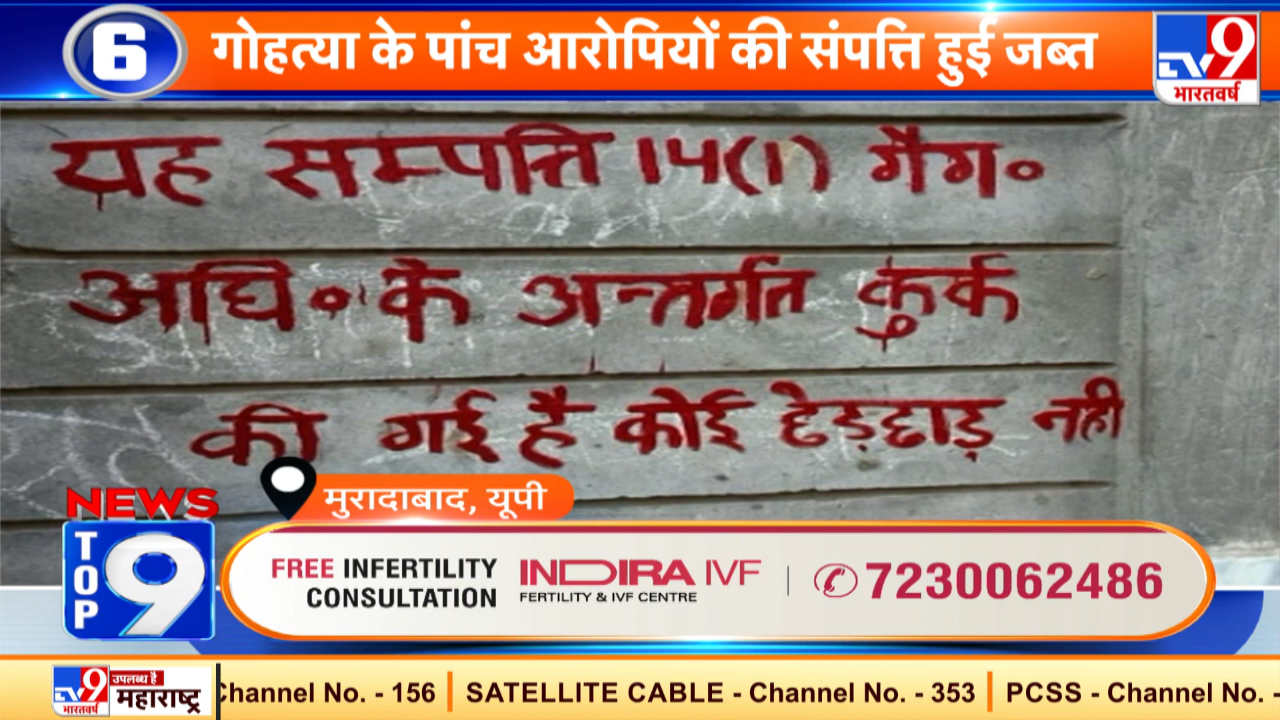 6
गोहत्या के पांच आरोपियों की संपत्ति हुई जब्त
TV9
भारतवर्ष
यह सम्पत्ति 14(1) गैग॰
अधि॰ के अन्तर्गत कुर्क
की गई है कोई देड़दाड़ नही
मुरादाबाद, यूपी
NEWS
TOP 9
FREE INFERTILITY
CONSULTATION
INDIRA IVF
FERTILITY & IVF CENTRE
7230062486
TV9
भारतवर्ष
उपलब्ध है
महाराष्ट्र
Channel No. - 156 | SATELLITE CABLE - Channel No. - 353 | PCSS - Channel No. -